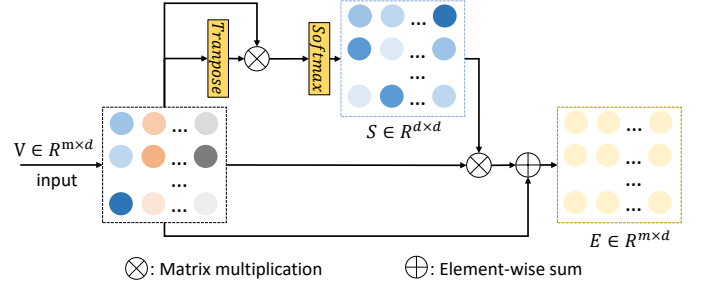 Tranpose
Softmax
...
...
...
...
S ∈ R^{d×d}
V ∈ R^{m×d}
input
...
...
...
...
...
...
...
...
E ∈ R^{m×d}
⊗: Matrix multiplication
⊕: Element-wise sum